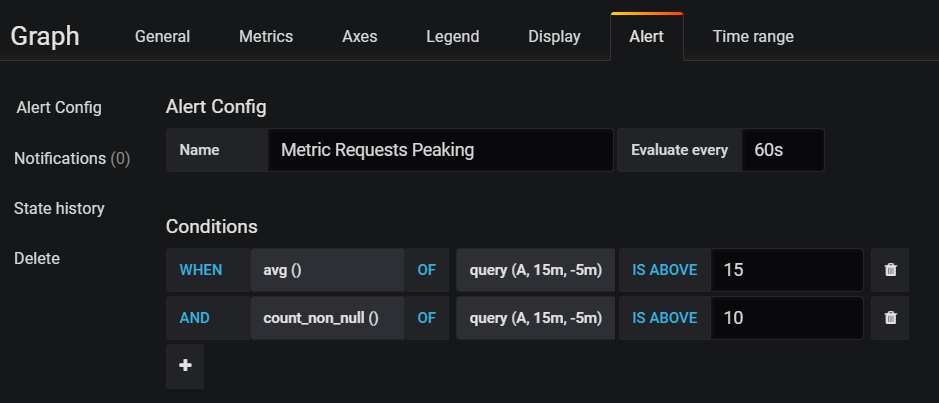 Graph General Metrics Axes Legend Display Alert Time range
Alert Config
Notifications (0)
State history
Delete
Alert Config
Name Metric Requests Peaking Evaluate every 60s
Conditions
WHEN avg () OF query (A, 15m, -5m) IS ABOVE 15
AND count_non_null () OF query (A, 15m, -5m) IS ABOVE 10
+